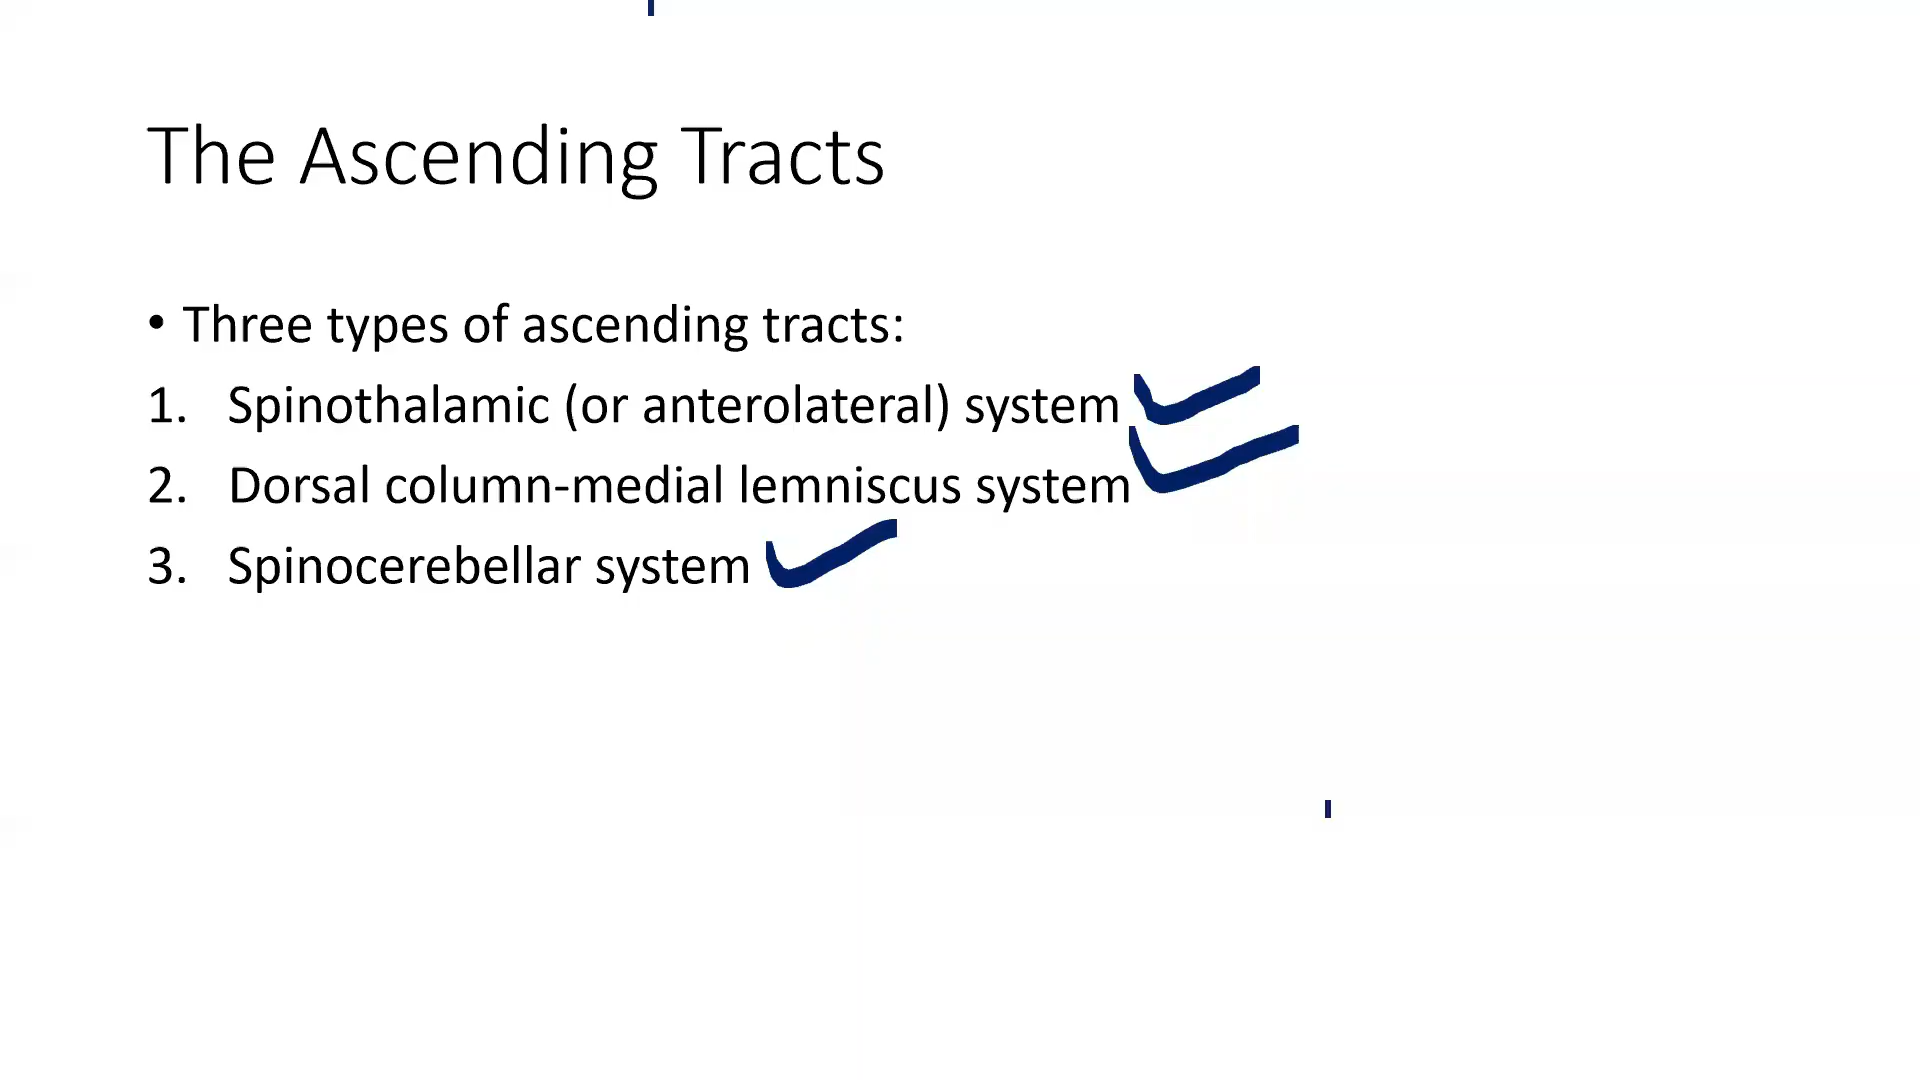 The Ascending Tracts
• Three types of ascending tracts:
1. Spinothalamic (or anterolateral) system
2. Dorsal column-medial lemniscus system
3. Spinocerebellar system